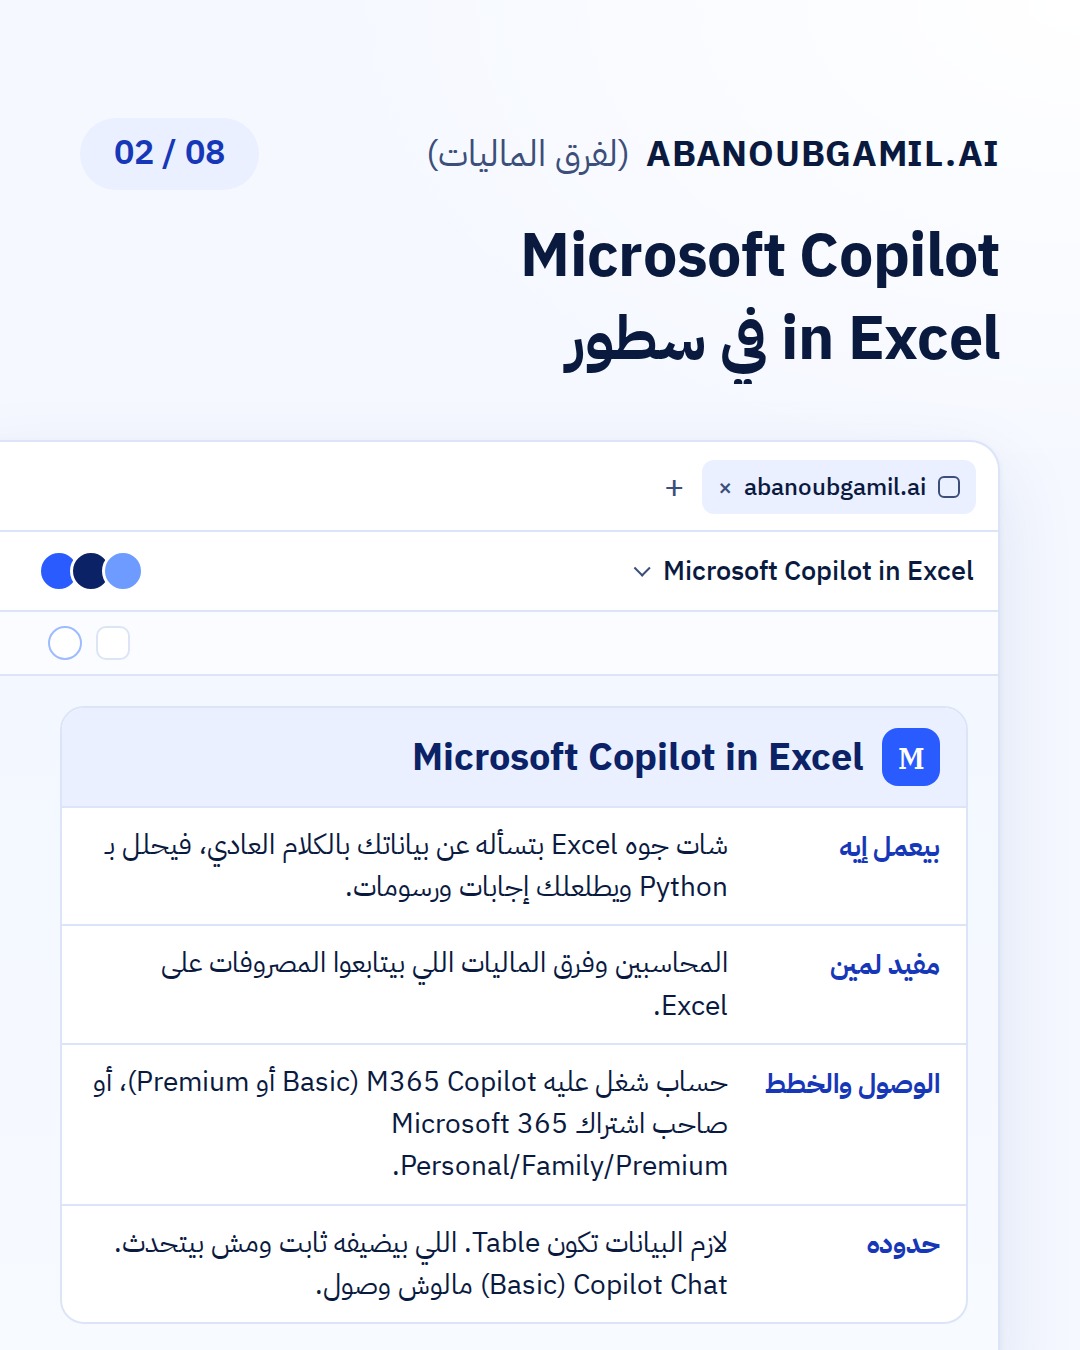 ABANOUBGAMIL.AI (لفرق الماليات)
02 / 08
Microsoft Copilot
in Excel في سطور
abanoubgamil.ai × +
Microsoft Copilot in Excel
M Microsoft Copilot in Excel
بيعمل إيه
شات جوه Excel بتسأله عن بياناتك بالكلام العادي، فيحلل بـ
Python ويطلعلك إجابات ورسومات.
مفيد لمين
المحاسبين وفرق الماليات اللي بيتابعوا المصروفات على
Excel.
الوصول والخطط
حساب شغل عليه M365 Copilot (Basic أو Premium)، أو
صاحب اشتراك Microsoft 365
Personal/Family/Premium.
حدوده
لازم البيانات تكون Table. اللي بيضيفه ثابت ومش بيتحدث.
Copilot Chat (Basic) مالوش وصول.